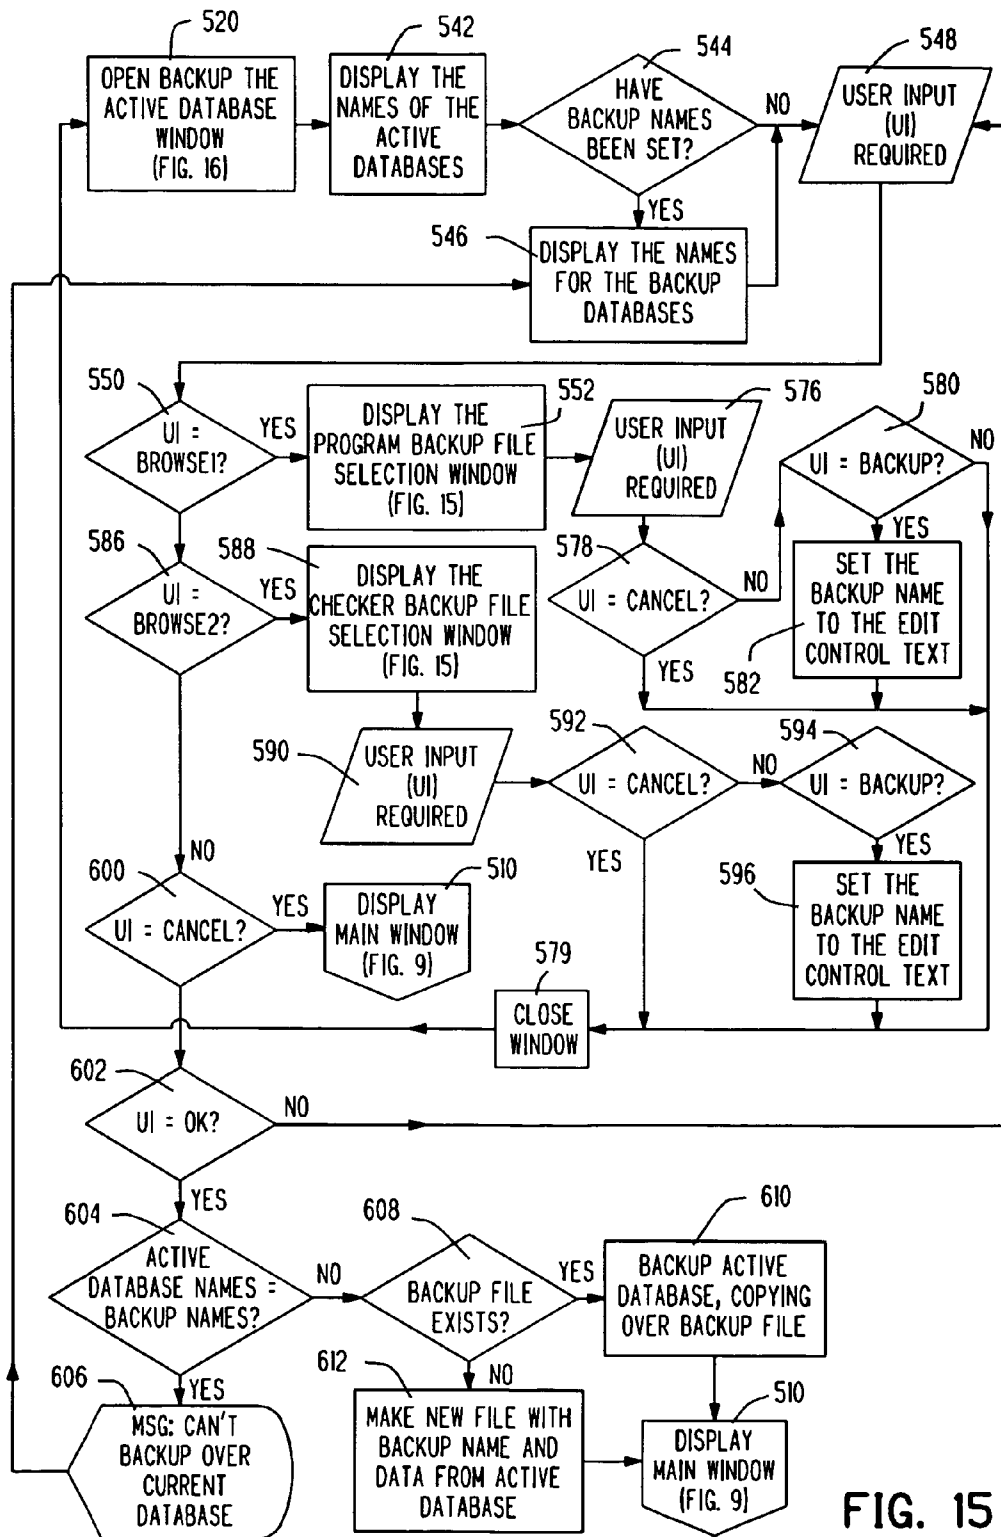 520
OPEN BACKUP THE
ACTIVE DATABASE
WINDOW
(FIG. 16)
542
DISPLAY THE
NAMES OF THE
ACTIVE
DATABASES
544
HAVE
BACKUP NAMES
BEEN SET?
NO
YES
548
USER INPUT
(UI)
REQUIRED
546
DISPLAY THE NAMES
FOR THE BACKUP
DATABASES
550
UI =
BROWSE1?
YES
552
DISPLAY THE
PROGRAM BACKUP FILE
SELECTION WINDOW
(FIG. 15)
576
USER INPUT
(UI)
REQUIRED
580
UI = BACKUP?
NO
YES
578
UI = CANCEL?
NO
YES
SET THE
BACKUP NAME
TO THE EDIT
CONTROL TEXT
582
586
UI =
BROWSE2?
YES
NO
588
DISPLAY THE
CHECKER BACKUP FILE
SELECTION WINDOW
(FIG. 15)
590
USER INPUT
(UI)
REQUIRED
592
UI = CANCEL?
NO
YES
594
UI = BACKUP?
YES
596
SET THE
BACKUP NAME
TO THE EDIT
CONTROL TEXT
600
UI = CANCEL?
YES
510
DISPLAY
MAIN WINDOW
(FIG. 9)
579
CLOSE
WINDOW
602
UI = OK?
NO
YES
604
ACTIVE
DATABASE NAMES =
BACKUP NAMES?
NO
YES
608
BACKUP FILE
EXISTS?
YES
NO
610
BACKUP ACTIVE
DATABASE, COPYING
OVER BACKUP FILE
606
MSG: CAN'T
BACKUP OVER
CURRENT
DATABASE
612
MAKE NEW FILE WITH
BACKUP NAME AND
DATA FROM ACTIVE
DATABASE
510
DISPLAY
MAIN WINDOW
(FIG. 9)
FIG. 15